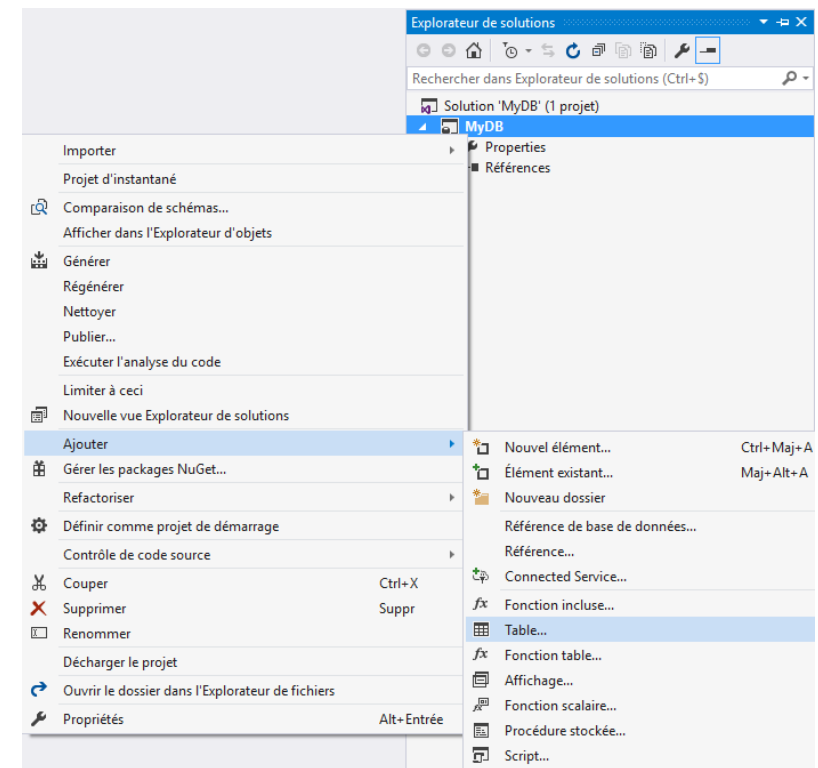 Explorateur de solutions
Rechercher dans Explorateur de solutions (Ctrl+$)
Solution 'MyDB' (1 projet)
MyDB
Properties
Références
Importer
Projet d'instantané
Comparaison de schémas...
Afficher dans l'Explorateur d'objets
Générer
Régénérer
Nettoyer
Publier...
Exécuter l'analyse du code
Limiter à ceci
Nouvelle vue Explorateur de solutions
Ajouter
Gérer les packages NuGet...
Refactoriser
Définir comme projet de démarrage
Contrôle de code source
Couper Ctrl+X
Supprimer Suppr
Renommer
Décharger le projet
Ouvrir le dossier dans l'Explorateur de fichiers
Propriétés Alt+Entrée
Nouvel élément... Ctrl+Maj+A
Élément existant... Maj+Alt+A
Nouveau dossier
Référence de base de données...
Référence...
Connected Service...
Fonction incluse...
Table...
Fonction table...
Affichage...
Fonction scalaire...
Procédure stockée...
Script...